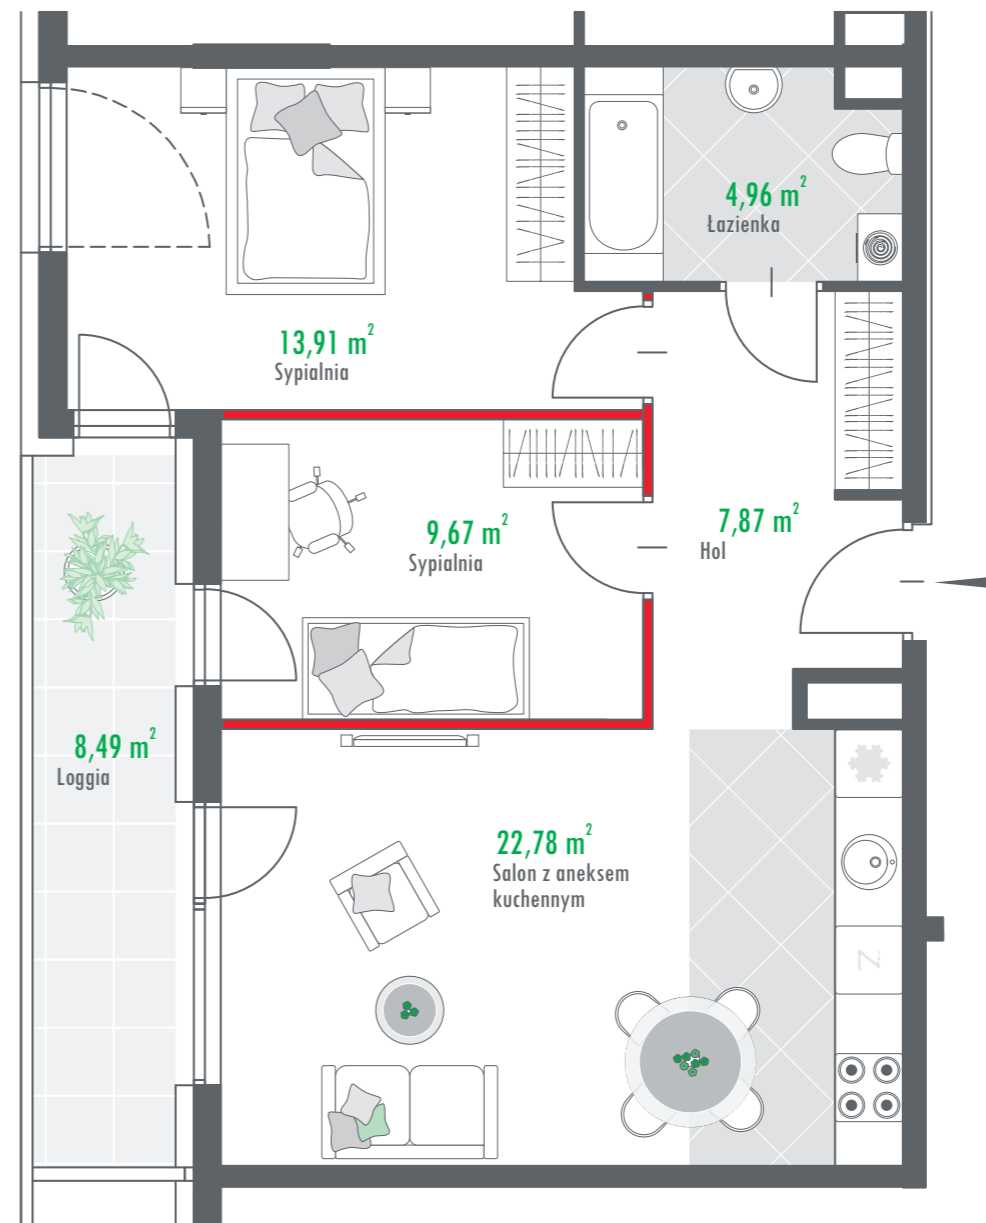 4,96 m²
Łazienka
13,91 m²
Sypialnia
9,67 m²
Sypialnia
7,87 m²
Hol
8,49 m²
Loggia
22,78 m²
Salon z aneksem
kuchennym
Z